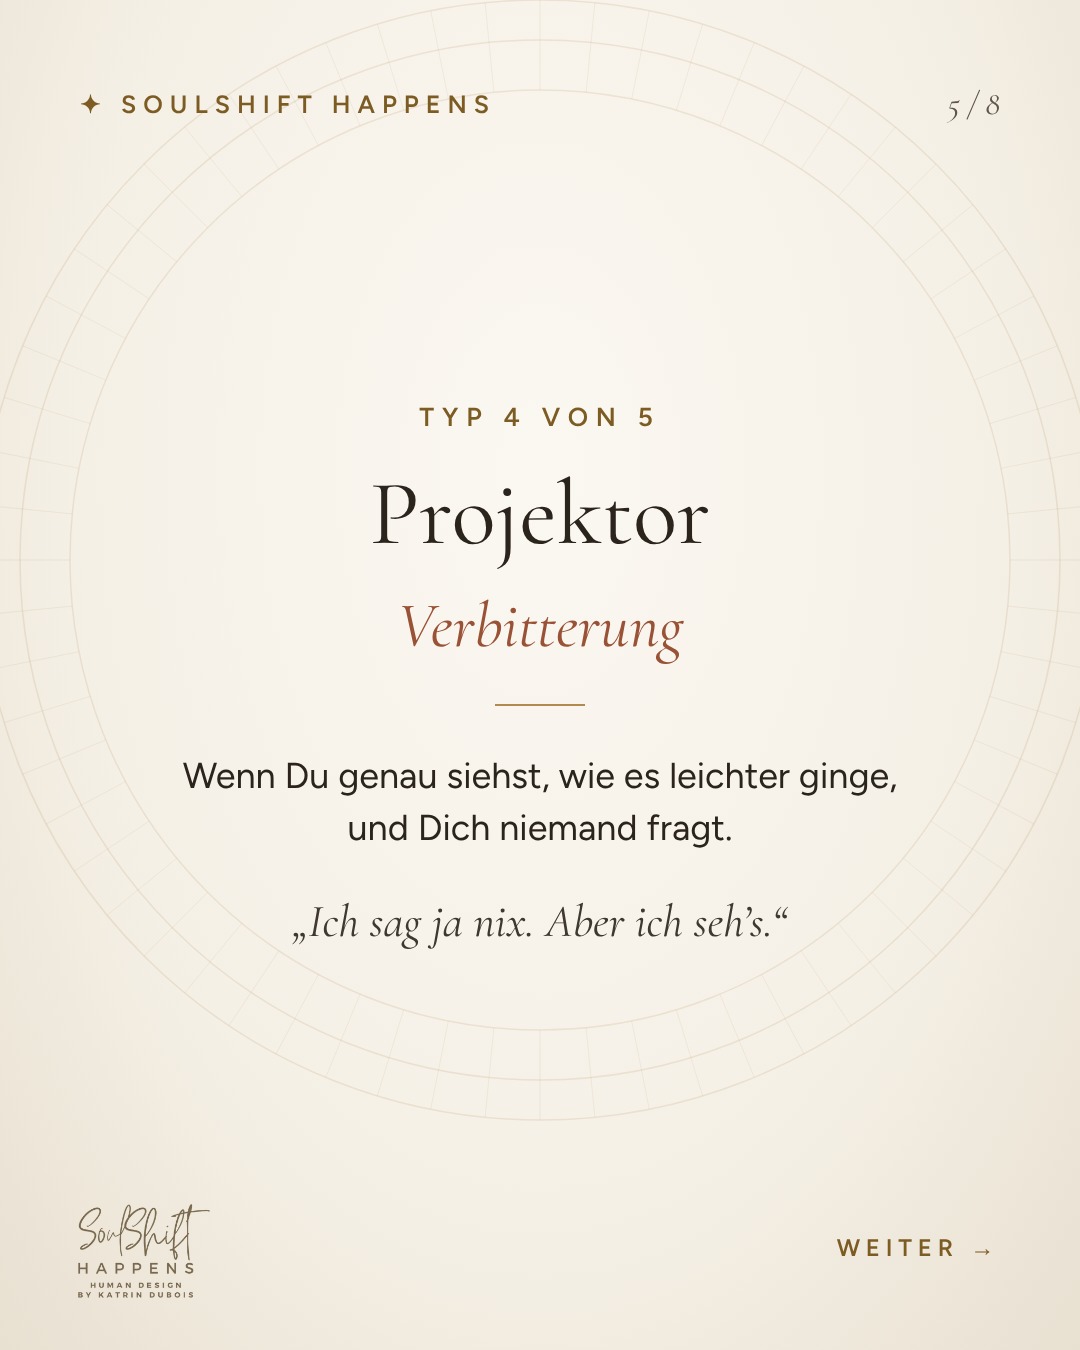 ✦ SOULSHIFT HAPPENS
5/8
TYP 4 VON 5
Projektor
Verbitterung
Wenn Du genau siehst, wie es leichter ginge,
und Dich niemand fragt.
„Ich sag ja nix. Aber ich seh’s.“
SoulShift
HAPPENS
HUMAN DESIGN
BY KATRIN DUBOIS
WEITER →